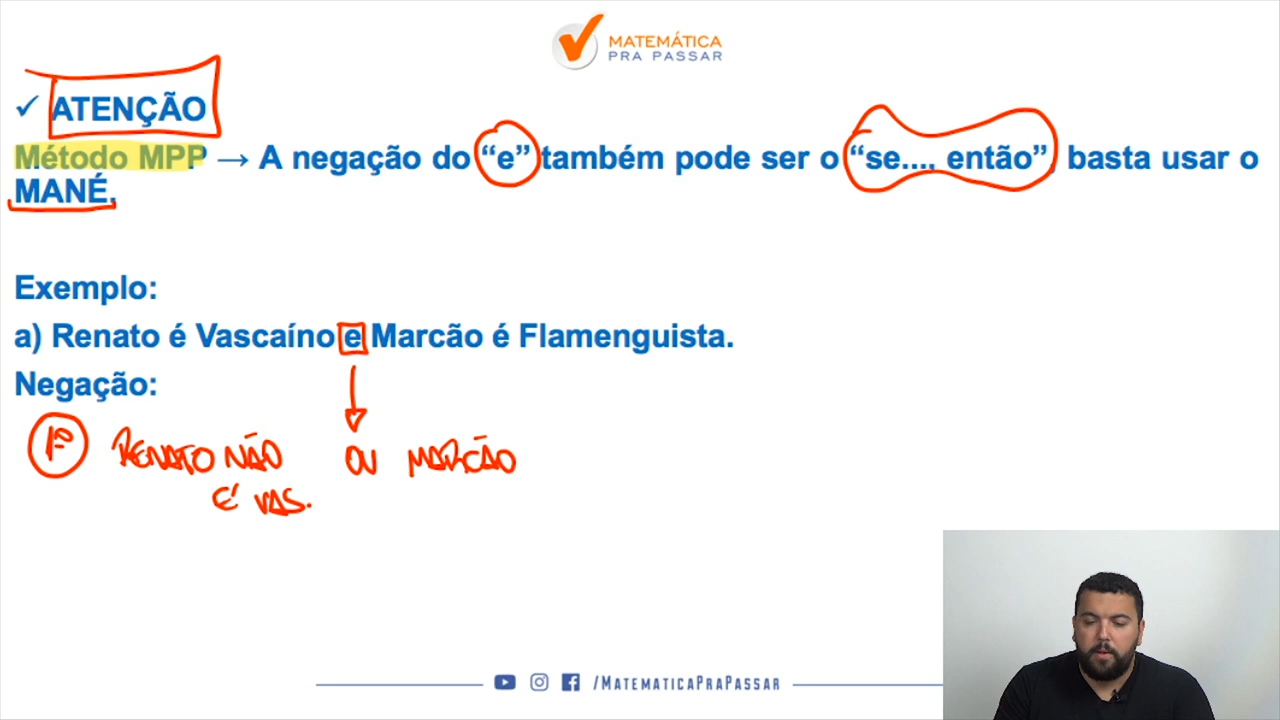 MATEMÁTICA
PRA PASSAR
✓ ATENÇÃO
Método MPP → A negação do “e” também pode ser o “se..., então”, basta usar o
MANÉ.
Exemplo:
a) Renato é Vascaíno e Marcão é Flamenguista.
Negação:
1º RENATO NÃO OU MARCÃO
É VAS.
/MATEMATICAPRAPASSAR